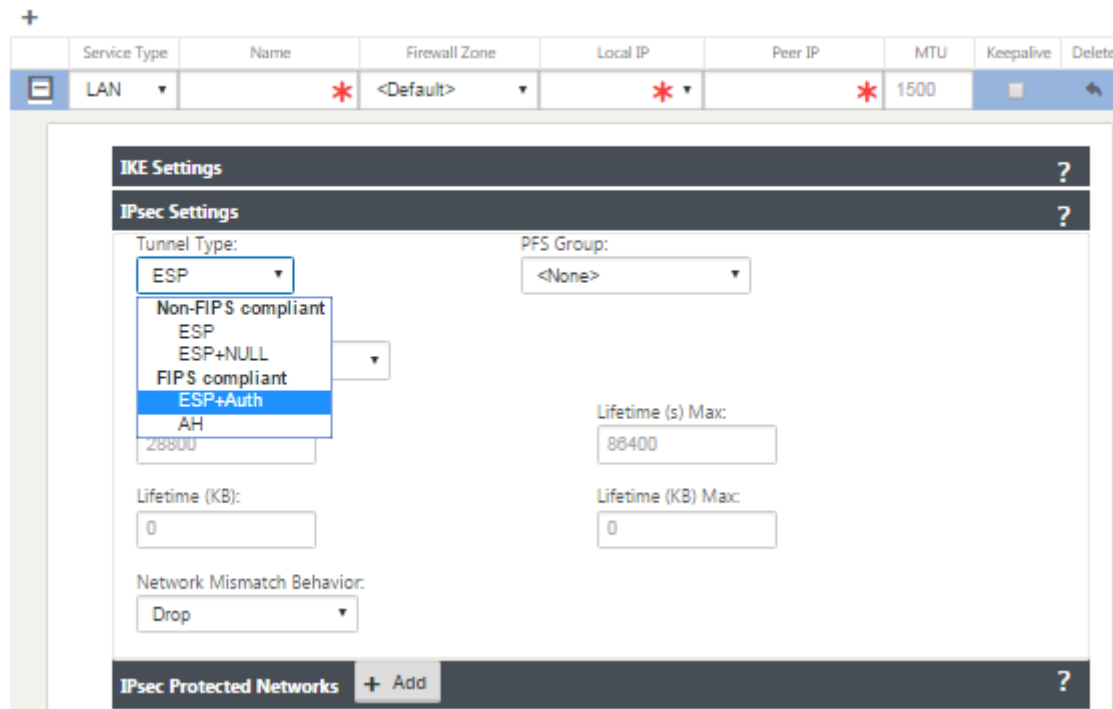 +
Service Type Name Firewall Zone Local IP Peer IP MTU Keepalive Delete
LAN * <Default> * * 1500
IKE Settings ?
IPsec Settings ?
Tunnel Type: PFS Group:
ESP <None>
Non-FIPS compliant
ESP
ESP+NULL
FIPS compliant
ESP+Auth
AH
Lifetime (s) Max:
28800 86400
Lifetime (KB): Lifetime (KB) Max:
0 0
Network Mismatch Behavior:
Drop
IPsec Protected Networks + Add ?